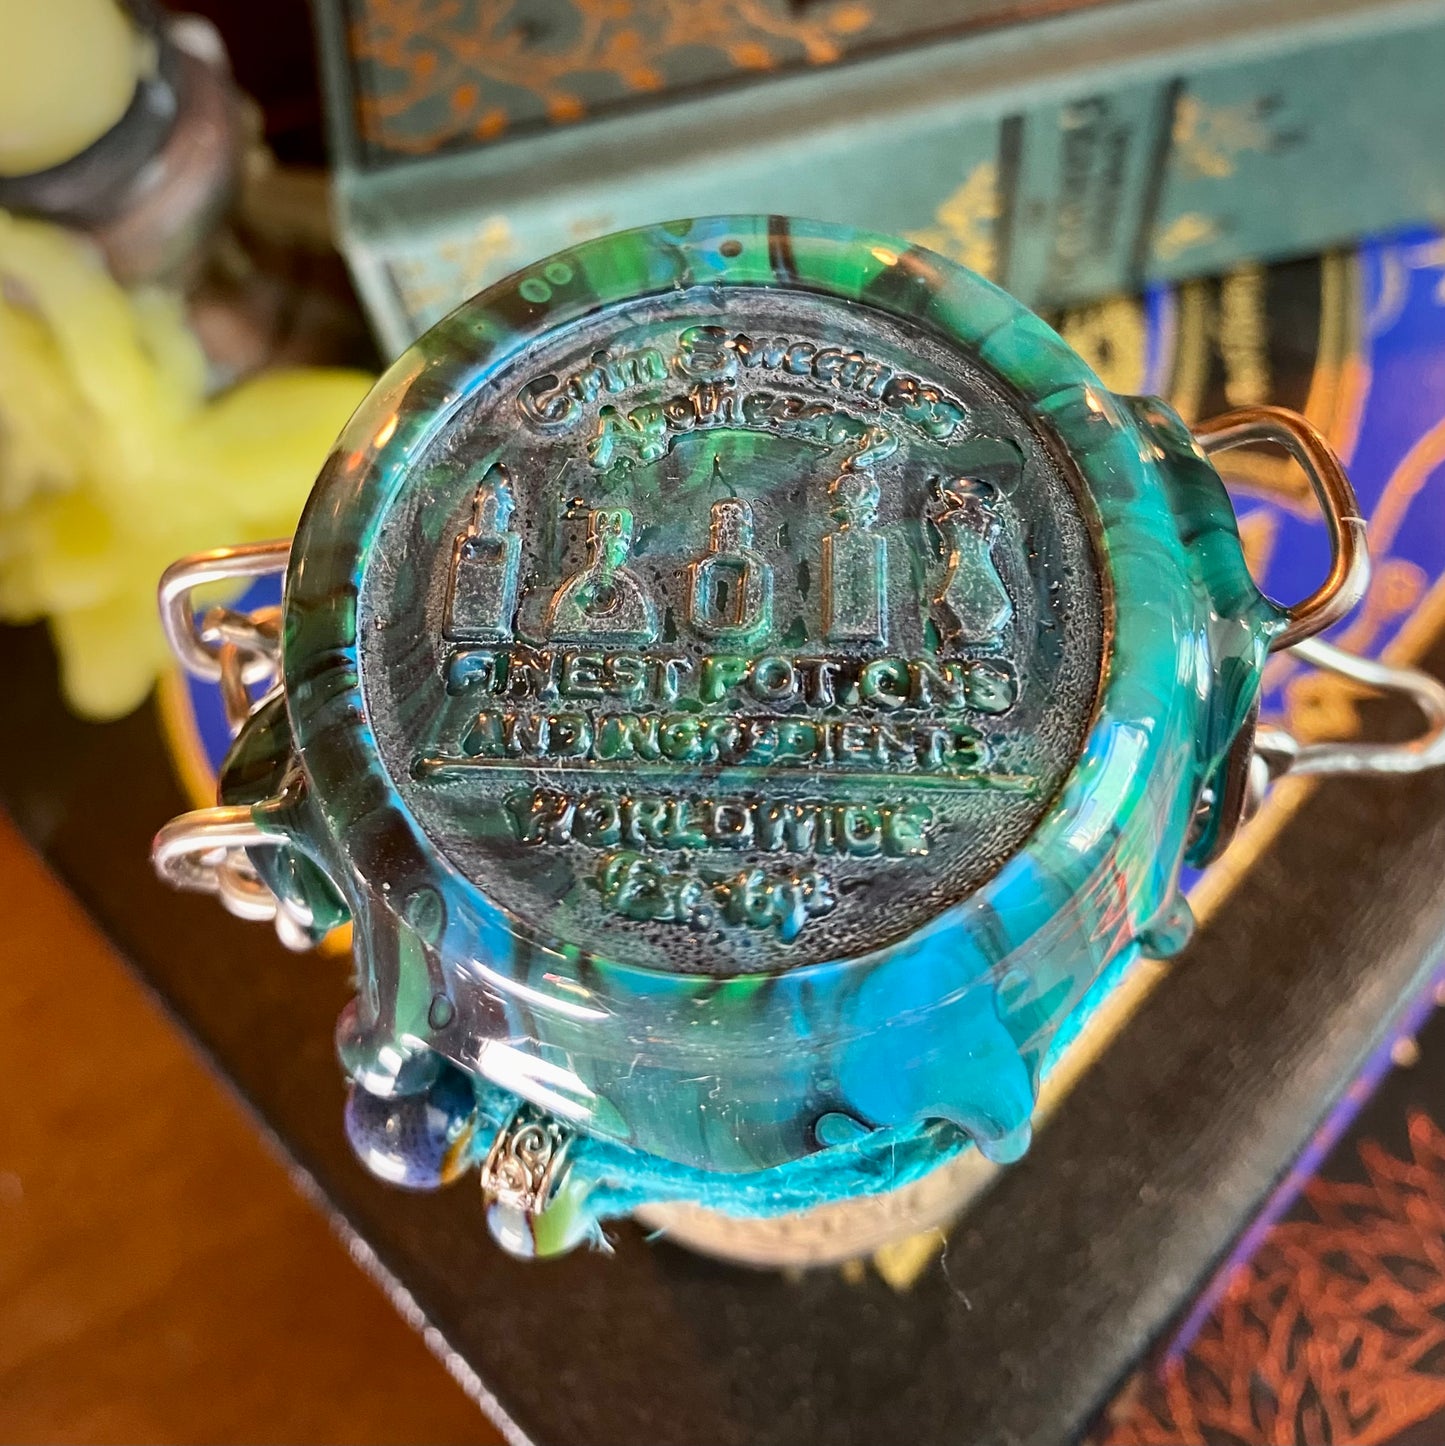 Grim Sweetness
Apothecary
FINEST POTIONS
AND INGREDIENTS
WORLDWIDE